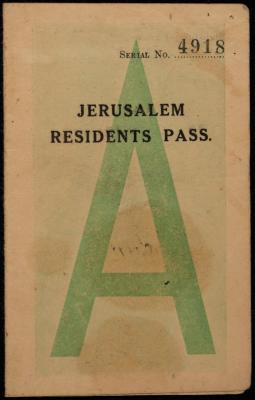 SERIAL NO. 4918
JERUSALEM
RESIDENTS PASS.
A